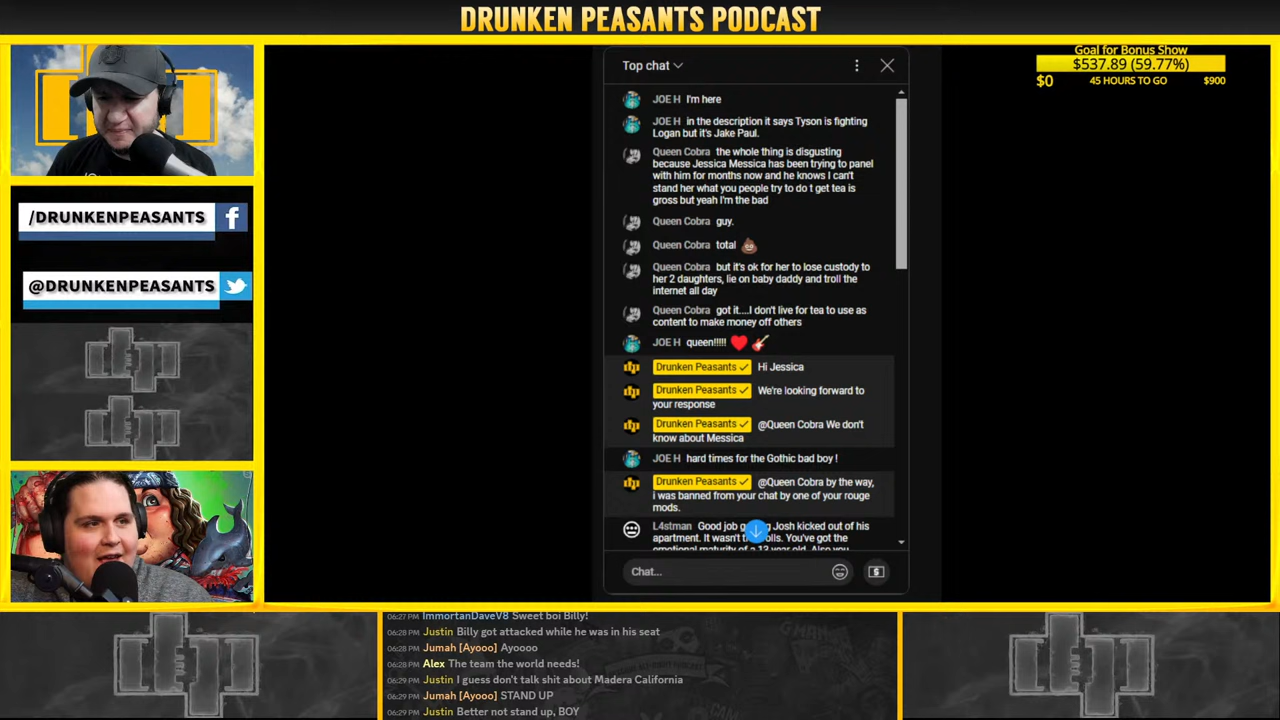 DRUNKEN PEASANTS PODCAST
Goal for Bonus Show
$537.89 (59.77%)
$0
45 HOURS TO GO
$900
/DRUNKENPEASANTS
@DRUNKENPEASANTS
Top chat
JOE H I'm here
JOE H in the description it says Tyson is fighting
Logan but it's Jake Paul.
Queen Cobra the whole thing is disgusting
because Jessica Messica has been trying to panel
with him for months now and he knows I can't
stand her what you people try to do t get tea is
gross but yeah I'm the bad
Queen Cobra guy.
Queen Cobra total 💩
Queen Cobra but it's ok for her to lose custody to
her 2 daughters, lie on baby daddy and troll the
internet all day
Queen Cobra got it....I don't live for tea to use as
content to make money off others
JOE H queen!!!!! ❤️ 🎸
Drunken Peasants ✓ Hi Jessica
Drunken Peasants ✓ We're looking forward to
your response
Drunken Peasants ✓ @Queen Cobra We don't
know about Messica
JOE H hard times for the Gothic bad boy !
Drunken Peasants ✓ @Queen Cobra by the way,
i was banned from your chat by one of your rouge
mods.
L4stman Good job Josh kicked out of his
apartment. It wasn't You've got the
emotional maturity of a 13 year old. Also you
Chat...
06:27 PM ImmortanDaveV8 Sweet boi Billy!
06:28 PM Justin Billy got attacked while he was in his seat
06:28 PM Jumah [Ayooo] Ayoooo
06:28 PM Alex The team the world needs!
06:29 PM Justin I guess don't talk shit about Madera California
06:29 PM Jumah [Ayooo] STAND UP
06:29 PM Justin Better not stand up, BOY